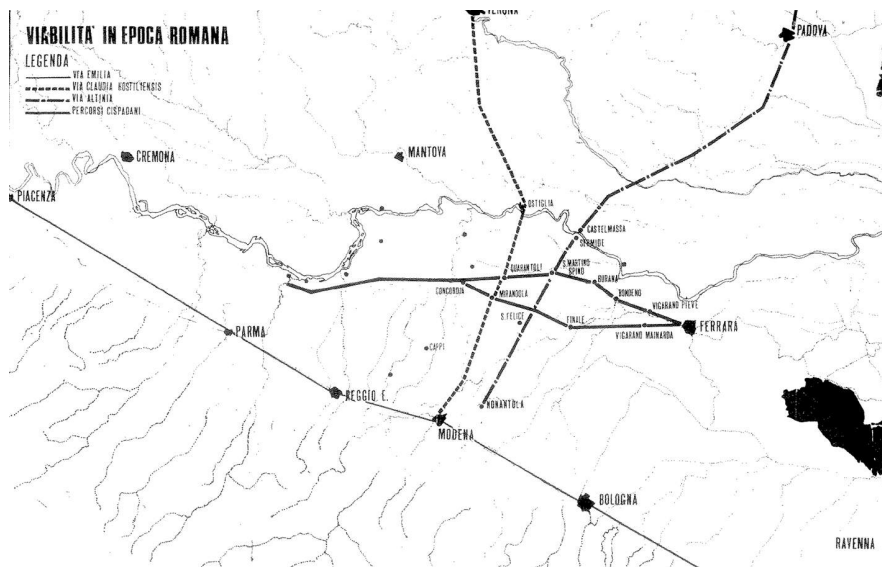 VIABILITA' IN EPOCA ROMANA
LEGENDA
VIA EMILIA
VIA CLAUDIA HOSTILIENSIS
VIA ALTINIA
PERCORSI CISPADANI
VERONA
PADOVA
CREMONA
MANTOVA
PIACENZA
OSTIGLIA
CASTELMASSA
SERMIDE
QUARANTOLI
S. MARTINO
SPINO
BURANA
CONCORDIA
MIRANDOLA
BONDENO
VIGARANO PIEVE
S. FELICE
FINALE
FERRARA
VIGARANO MAINARDA
PARMA
CARPI
REGGIO E.
NONANTOLA
MODENA
BOLOGNA
RAVENNA